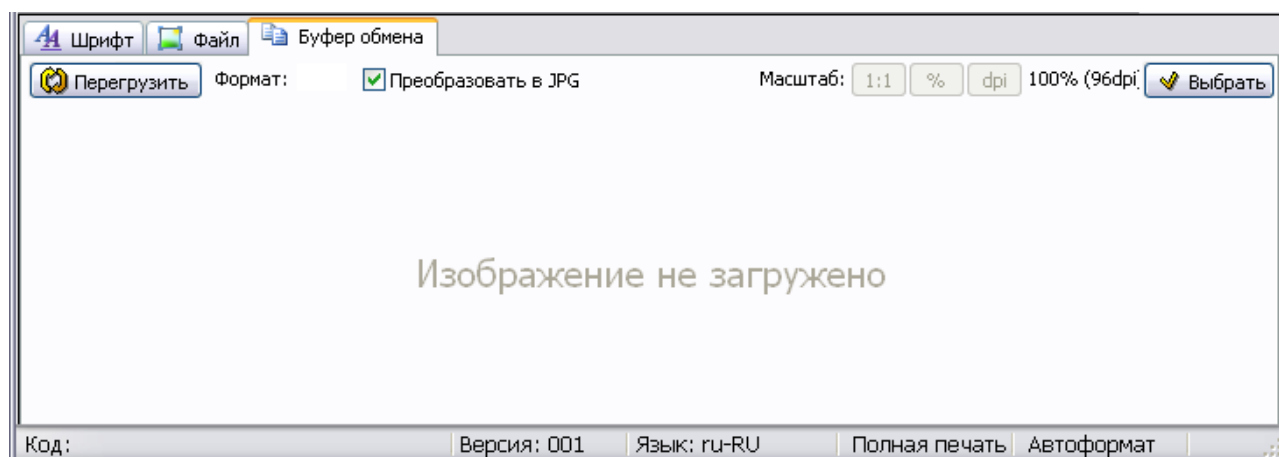 Шрифт Файл Буфер обмена
Перегрузить Формат: Преобразовать в JPG Масштаб: 1:1 % dpi 100% (96dpi) Выбрать
Изображение не загружено
Код: Версия: 001 Язык: ru-RU Полная печать Автоформат